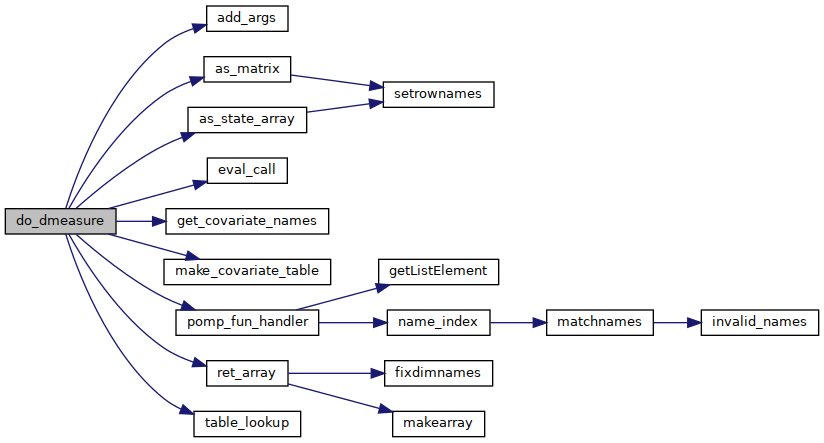 add_args
as_matrix
setrownames
as_state_array
eval_call
do_dmeasure
get_covariate_names
make_covariate_table
getListElement
pomp_fun_handler
name_index
matchnames
invalid_names
ret_array
fixdimnames
table_lookup
makearray